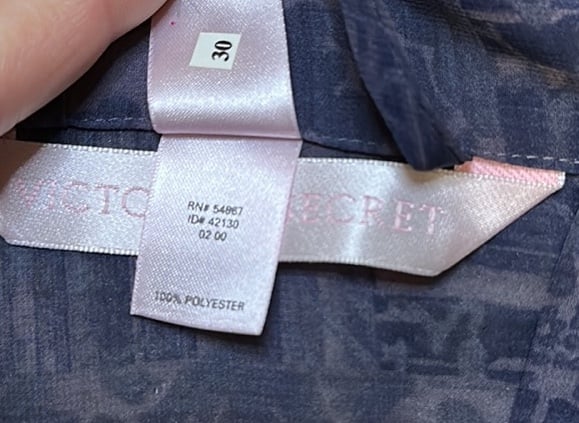 30
VICTO SECRET
RN# 54867
ID# 42130
02 00
100% POLYESTER